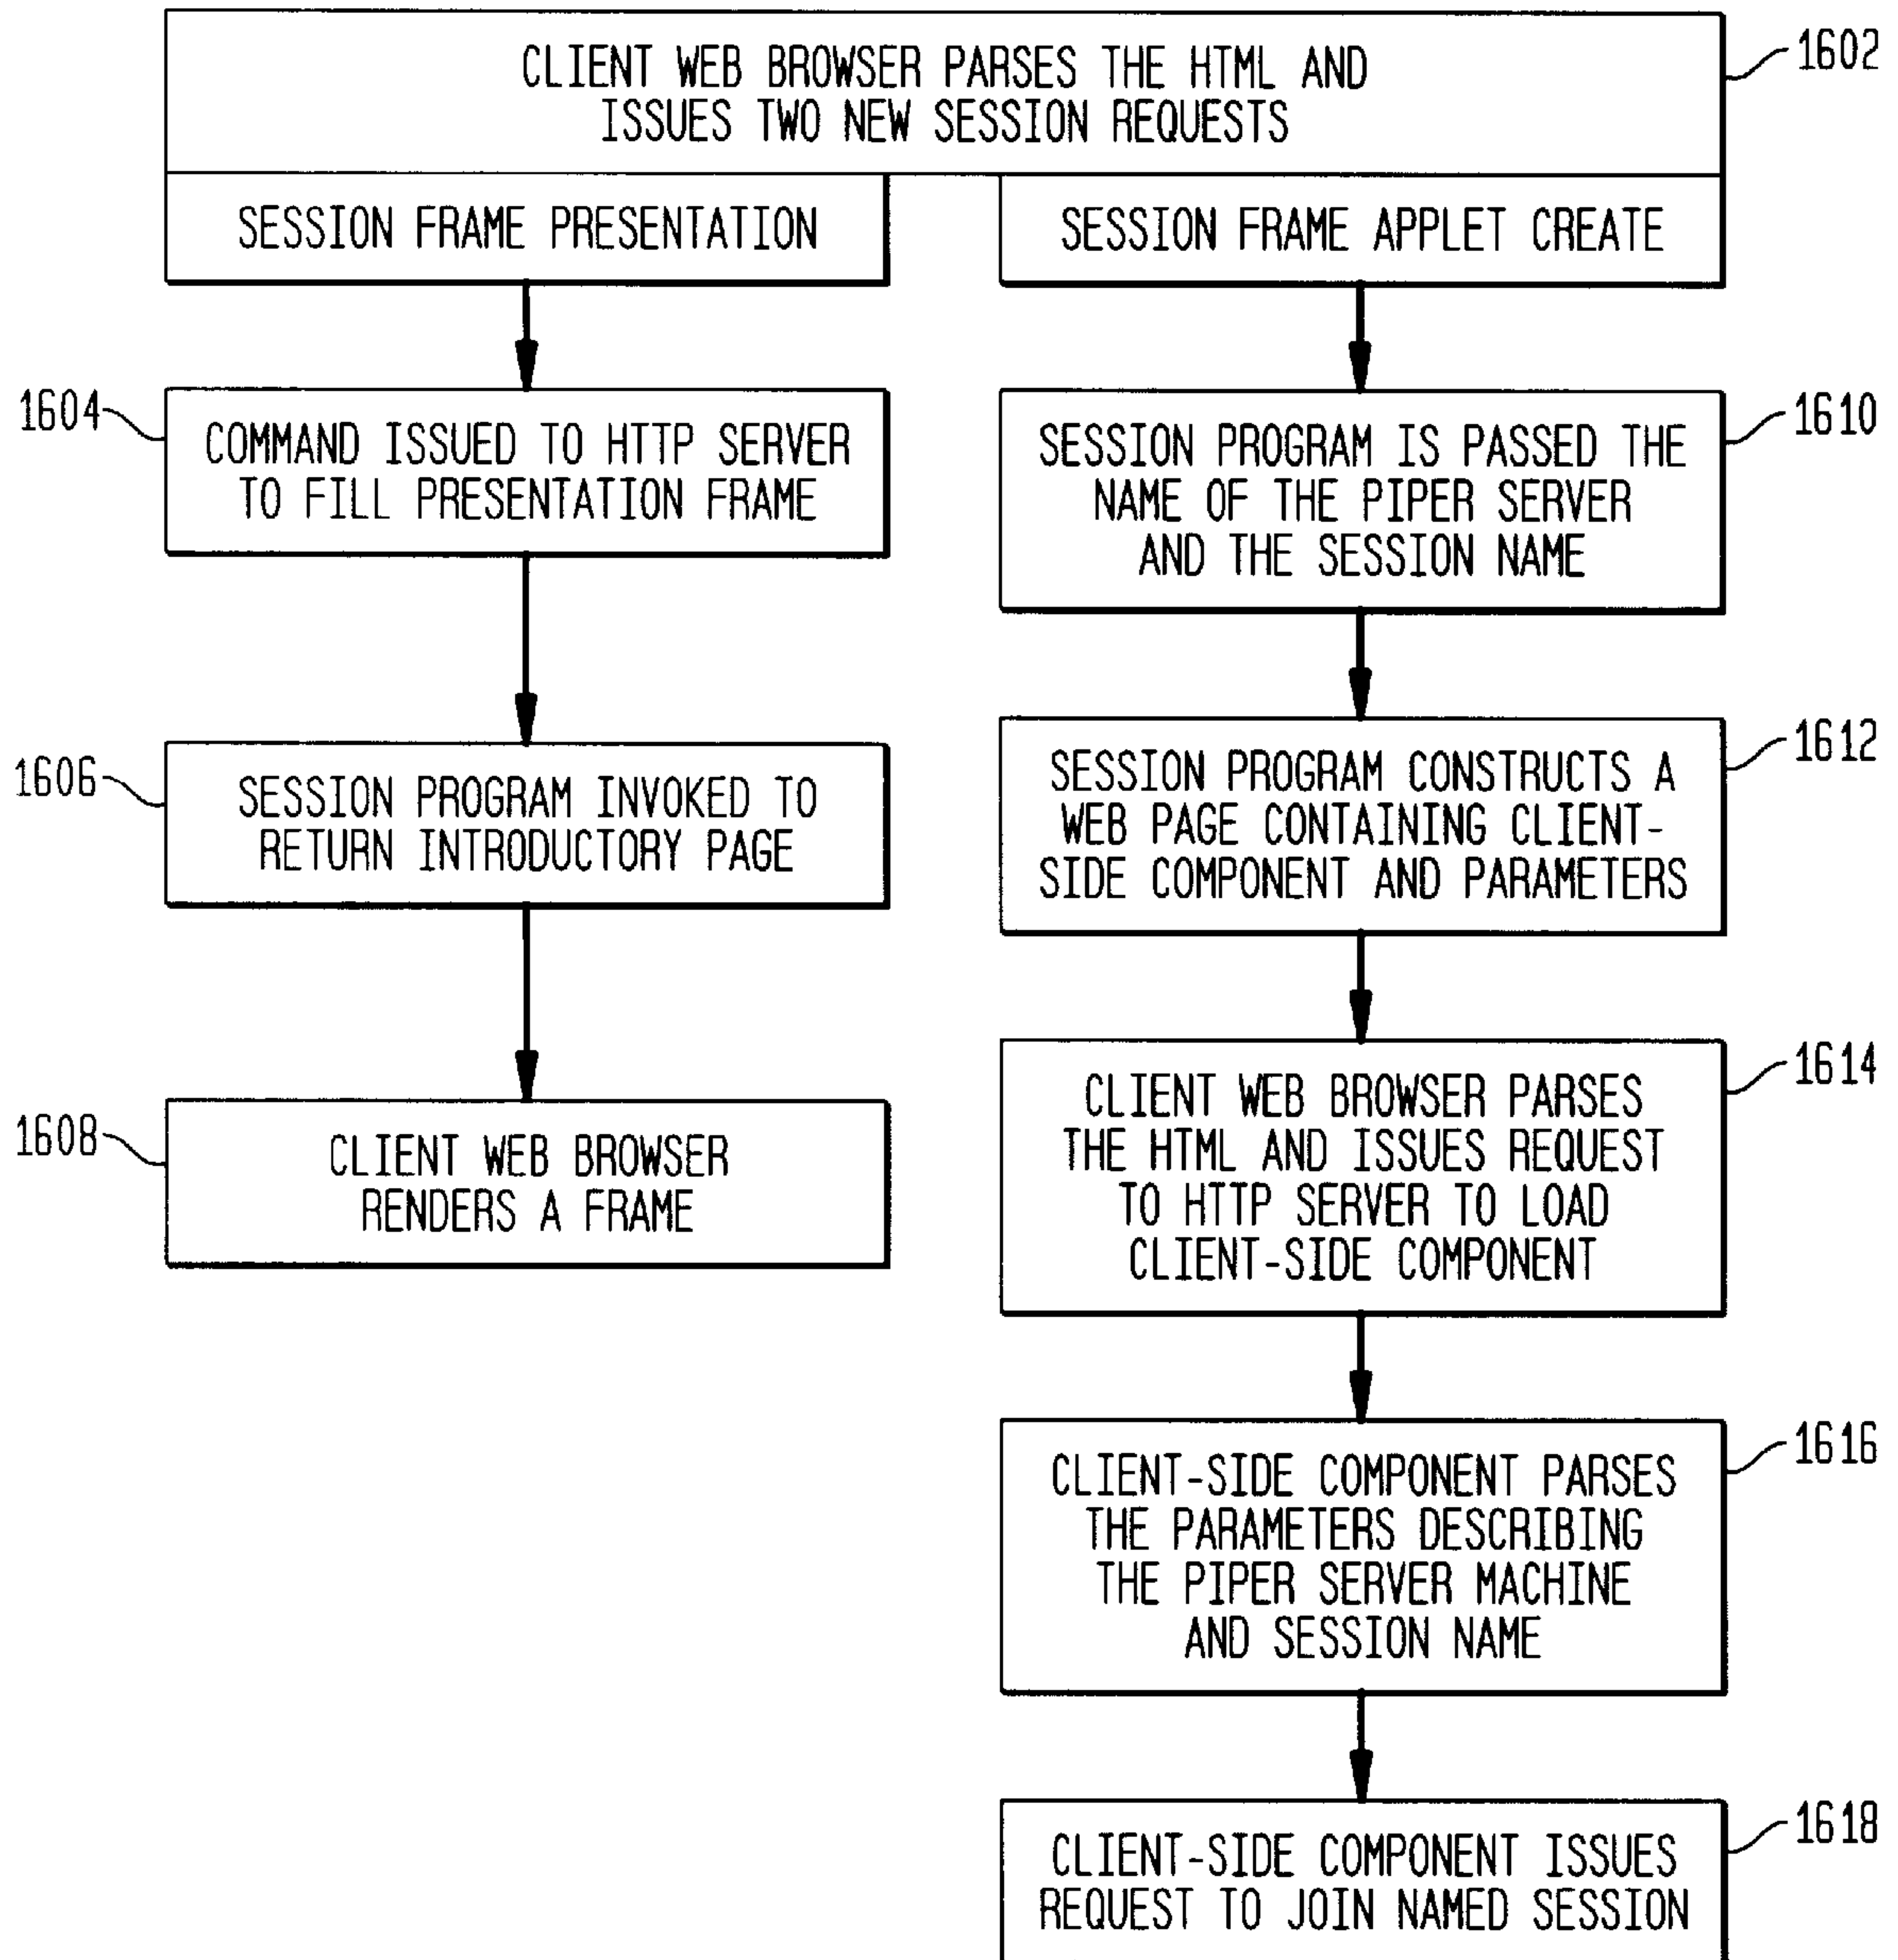 CLIENT WEB BROWSER PARSES THE HTML AND
ISSUES TWO NEW SESSION REQUESTS
1602
SESSION FRAME PRESENTATION
SESSION FRAME APPLET CREATE
1604
COMMAND ISSUED TO HTTP SERVER
TO FILL PRESENTATION FRAME
1606
SESSION PROGRAM INVOKED TO
RETURN INTRODUCTORY PAGE
1608
CLIENT WEB BROWSER
RENDERS A FRAME
1610
SESSION PROGRAM IS PASSED THE
NAME OF THE PIPER SERVER
AND THE SESSION NAME
1612
SESSION PROGRAM CONSTRUCTS A
WEB PAGE CONTAINING CLIENT-
SIDE COMPONENT AND PARAMETERS
1614
CLIENT WEB BROWSER PARSES
THE HTML AND ISSUES REQUEST
TO HTTP SERVER TO LOAD
CLIENT-SIDE COMPONENT
1616
CLIENT-SIDE COMPONENT PARSES
THE PARAMETERS DESCRIBING
THE PIPER SERVER MACHINE
AND SESSION NAME
1618
CLIENT-SIDE COMPONENT ISSUES
REQUEST TO JOIN NAMED SESSION